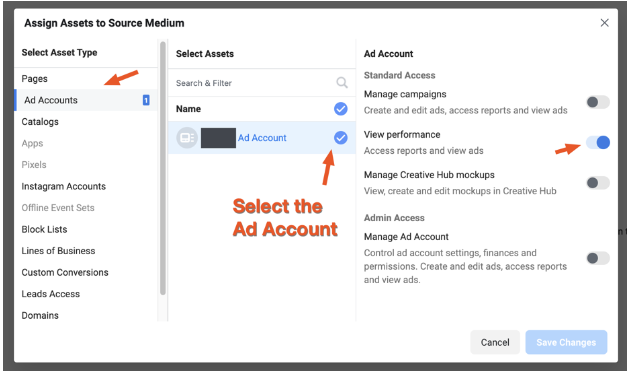 Assign Assets to Source Medium
Select Asset Type
Pages
Ad Accounts
1
Catalogs
Apps
Pixels
Instagram Accounts
Offline Event Sets
Block Lists
Lines of Business
Custom Conversions
Leads Access
Domains
Select Assets
Search & Filter
Name
Ad Account
Select the
Ad Account
Ad Account
Standard Access
Manage campaigns
Create and edit ads, access reports and view ads
View performance
Access reports and view ads
Manage Creative Hub mockups
View, create and edit mockups in Creative Hub
Admin Access
Manage Ad Account
Control ad account settings, finances and
permissions. Create and edit ads, access reports
and view ads.
Cancel
Save Changes